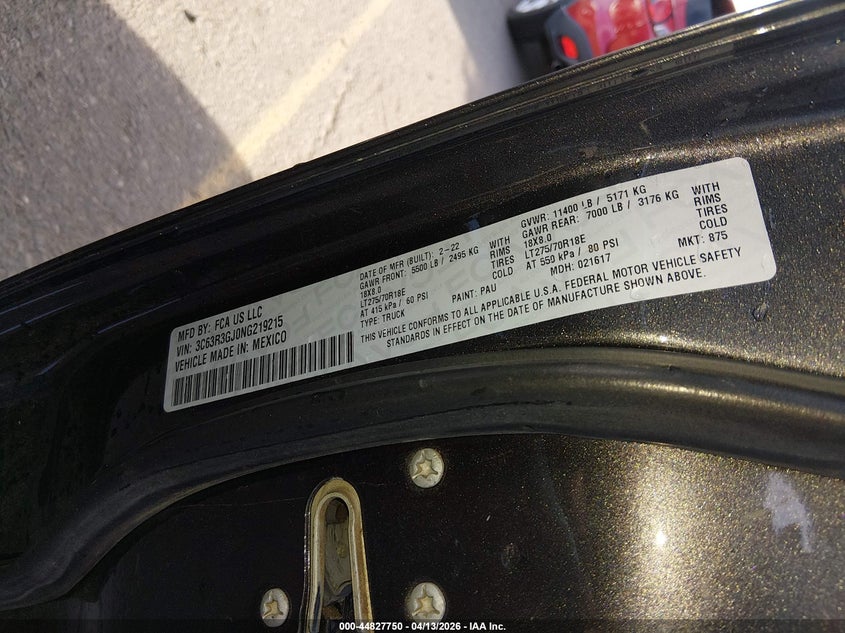 MFD BY: FCA US LLC
VIN: 3C63R3GJ0NG219215
VEHICLE MADE IN: MEXICO
DATE OF MFR (BUILT): 2-22
GAWR FRONT: 5500 LB / 2495 KG WITH
18X8.0 RIMS
LT275/70R18E TIRES
AT 415 kPa / 60 PSI COLD
TYPE: TRUCK
PAINT: PAU
GVWR: 11400 LB / 5171 KG
GAWR REAR: 7000 LB / 3176 KG WITH
18X8.0 RIMS
LT275/70R18E TIRES
AT 550 kPa / 80 PSI COLD
MDH: 021617
MKT: 875
THIS VEHICLE CONFORMS TO ALL APPLICABLE U.S.A. FEDERAL MOTOR VEHICLE SAFETY
STANDARDS IN EFFECT ON THE DATE OF MANUFACTURE SHOWN ABOVE.
000-44827750 - 04/13/2026 - IAA Inc.